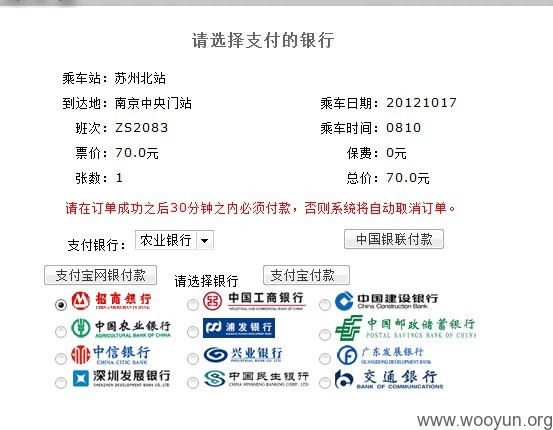 请选择支付的银行
乘车站：苏州北站
到达地：南京中央门站 乘车日期：20121017
班次：ZS2083 乘车时间：0810
票价：70.0元 保费：0元
张数：1 总价：70.0元
请在订单成功之后30分钟之内必须付款，否则系统将自动取消订单。
支付银行：农业银行 中国银联付款
支付宝网银付款 请选择银行 支付宝付款
招商银行 CHINA MERCHANTS BANK 中国工商银行 INDUSTRIAL AND COMMERCIAL BANK OF CHINA 中国建设银行 China Construction Bank
中国农业银行 AGRICULTURAL BANK OF CHINA 浦发银行 中国邮政储蓄银行 POSTAL SAVINGS BANK OF CHINA
中信银行 CHINA CITIC BANK 兴业银行 广东发展银行 GUANGDONG DEVELOPMENT BANK
深圳发展银行 SHENZHEN DEVELOPMENT BANK 中国民生银行 CHINA MINSHENG BANKING CORP. LTD 交通银行 BANK OF COMMUNICATIONS
www.wooyun.org